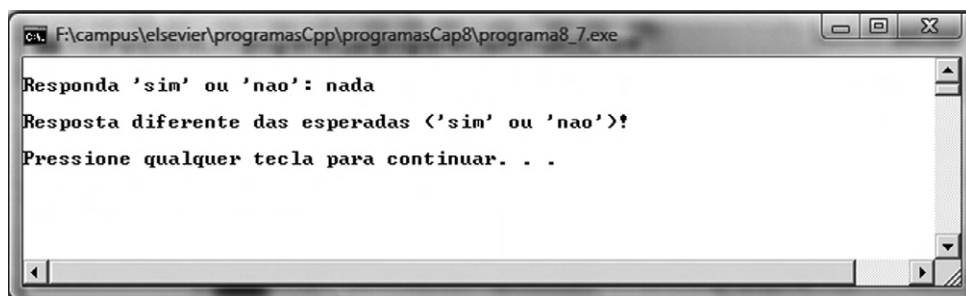 F:\campus\elsevier\programasCpp\programasCap8\programa8_7.exe
Responda 'sim' ou 'nao': nada
Resposta diferente das esperadas ('sim' ou 'nao')!
Pressione qualquer tecla para continuar. . .